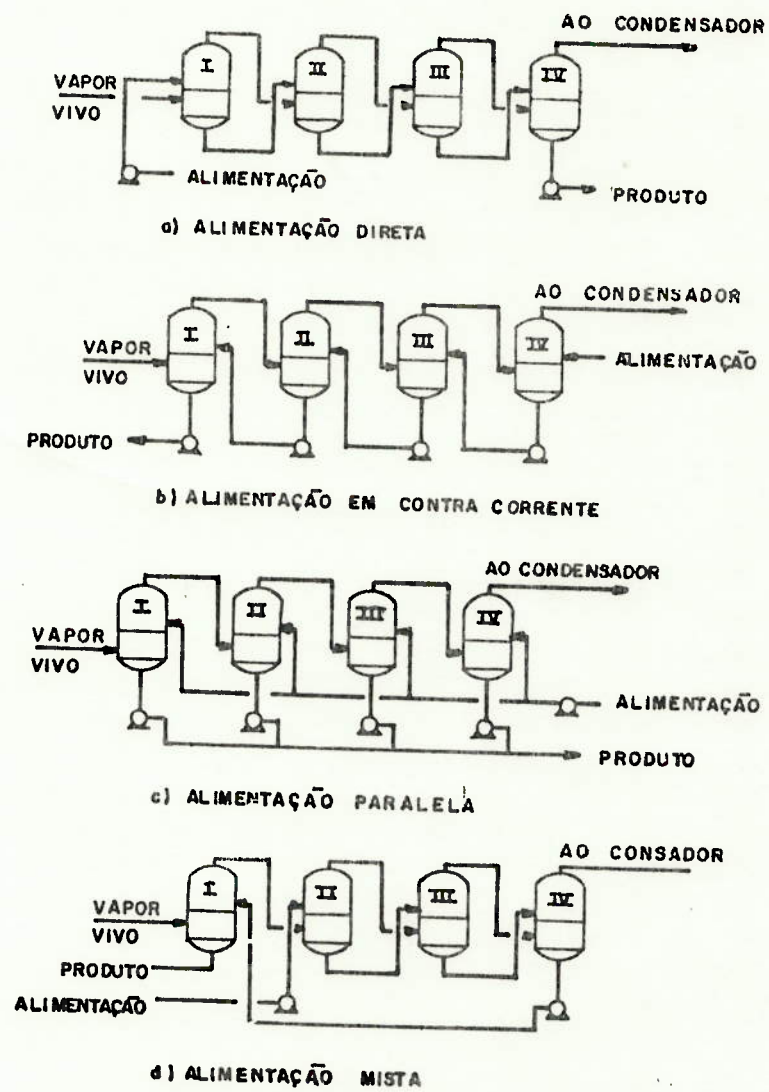 AO CONDENSADOR
I
II
III
IV
VAPOR
VIVO
ALIMENTAÇÃO
PRODUTO
a) ALIMENTAÇÃO DIRETA
AO CONDENSADOR
I
II
III
IV
VAPOR
VIVO
ALIMENTAÇÃO
PRODUTO
b) ALIMENTAÇÃO EM CONTRA CORRENTE
AO CONDENSADOR
I
II
III
IV
VAPOR
VIVO
ALIMENTAÇÃO
PRODUTO
c) ALIMENTAÇÃO PARALELA
AO CONSADOR
I
II
III
IV
VAPOR
VIVO
PRODUTO
ALIMENTAÇÃO
d) ALIMENTAÇÃO MISTA